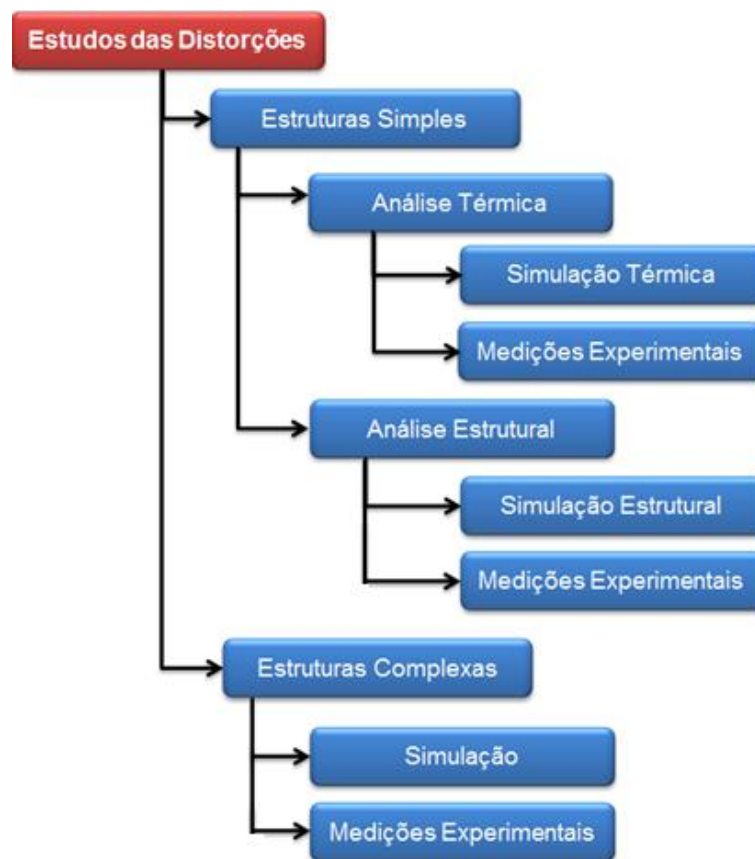 Estudos das Distorções
Estruturas Simples
Análise Térmica
Simulação Térmica
Medições Experimentais
Análise Estrutural
Simulação Estrutural
Medições Experimentais
Estruturas Complexas
Simulação
Medições Experimentais